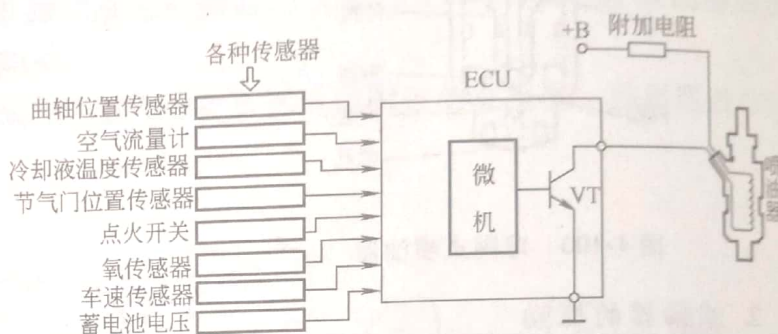 各种传感器
曲轴位置传感器
空气流量计
冷却液温度传感器
节气门位置传感器
点火开关
氧传感器
车速传感器
蓄电池电压
ECU
微
机
VT
+B
附加电阻
喷油器